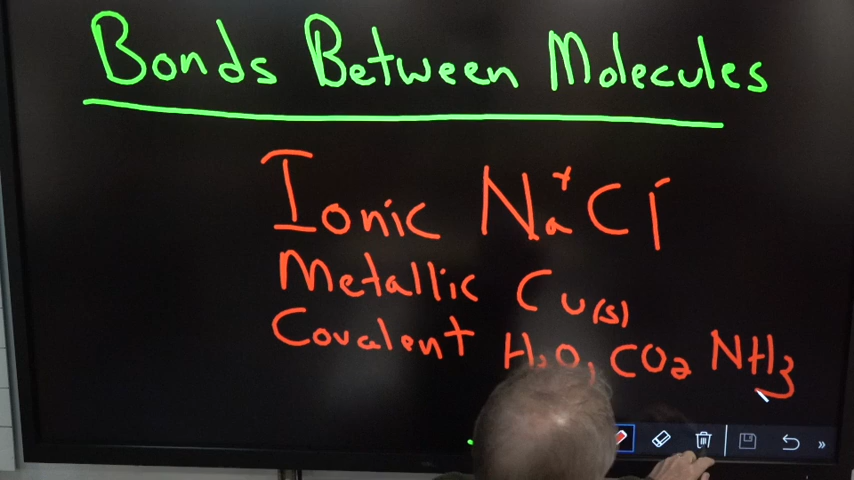 Bonds Between Molecules
Ionic Na⁺Cl⁻
Metallic Cu(s)
Covalent H₂O, CO₂ NH₃